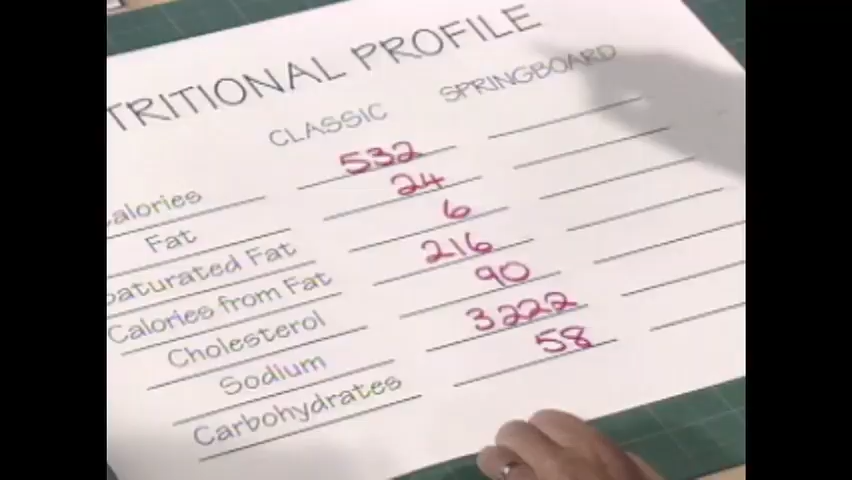 TRITIONAL PROFILE
CLASSIC SPRINGBOARD
alories 532
Fat 24
Saturated Fat 6
Calories from Fat 216
Cholesterol 90
Sodium 3222
Carbohydrates 58